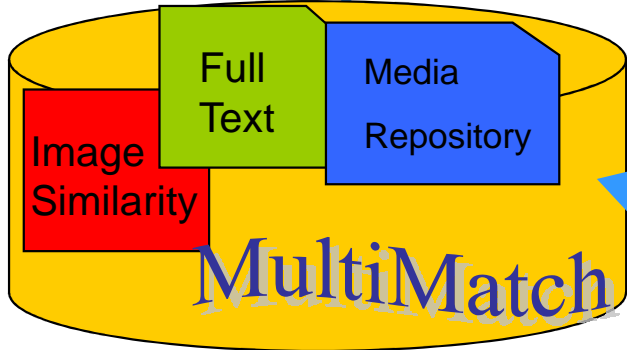 Full
Text
Media
Repository
Image
Similarity
MultiMatch